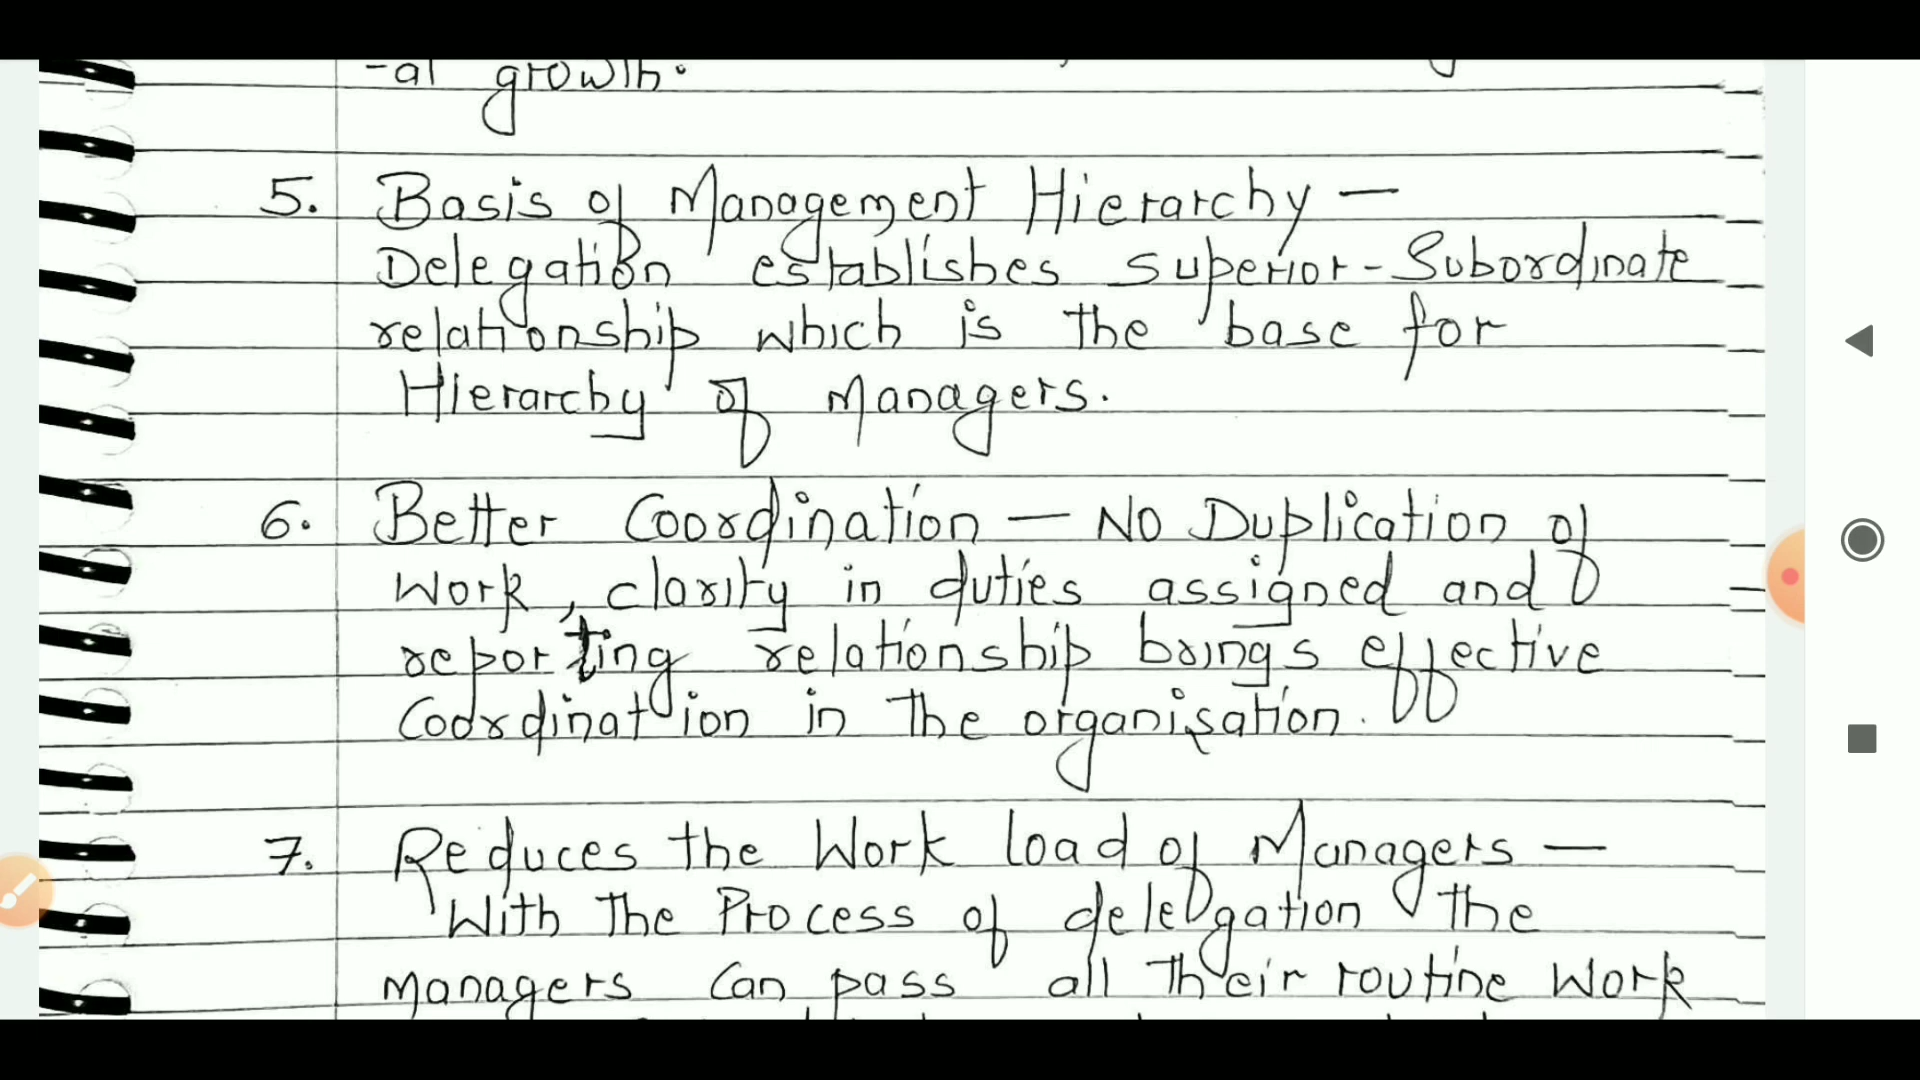 -al growth.
5. Basis of Management Hierarchy —
Delegation establishes superior-Subordinate
relationship which is the base for
Hierarchy of Managers.
6. Better Coordination — No Duplication of
Work, clarity in duties assigned and
reporting relationship brings effective
Coordination in the organisation.
7. Reduces the Work load of Managers —
With the Process of delegation the
Managers can pass all their routine work